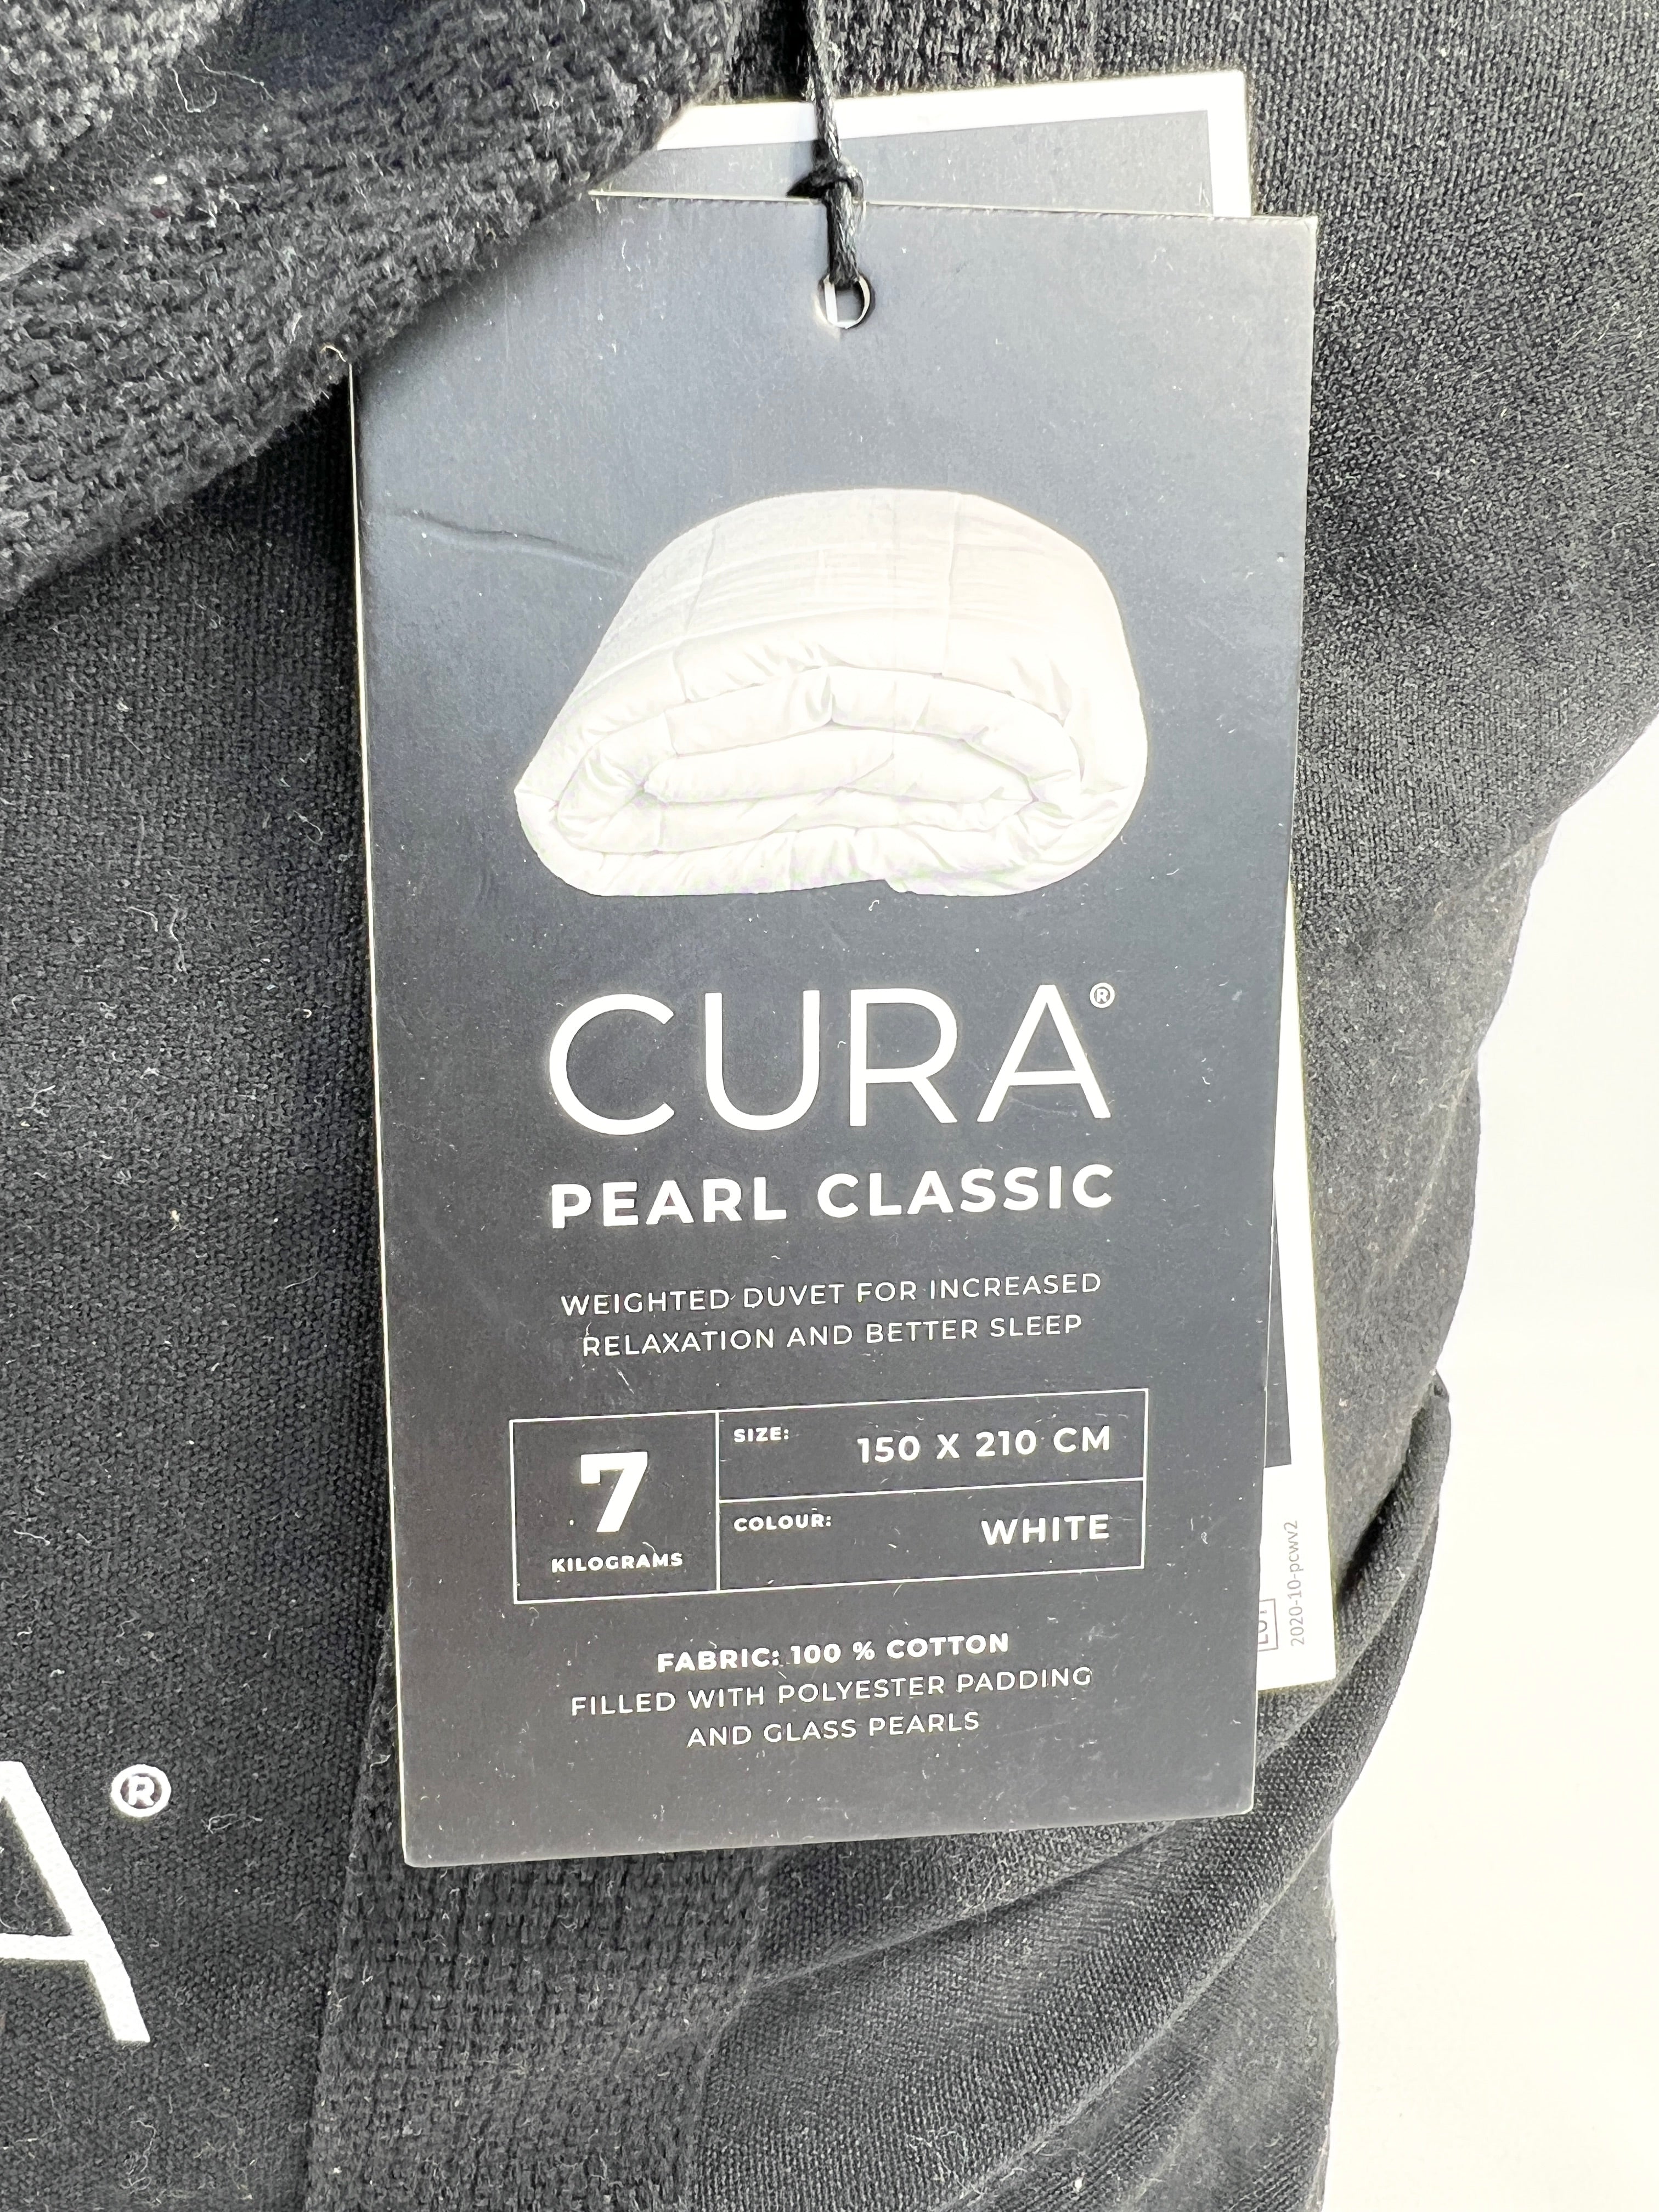 CURA®
PEARL CLASSIC
WEIGHTED DUVET FOR INCREASED
RELAXATION AND BETTER SLEEP
7
KILOGRAMS
SIZE: 150 X 210 CM
COLOUR: WHITE
FABRIC: 100 % COTTON
FILLED WITH POLYESTER PADDING
AND GLASS PEARLS
LOT
2020-10-pcwv2
A®